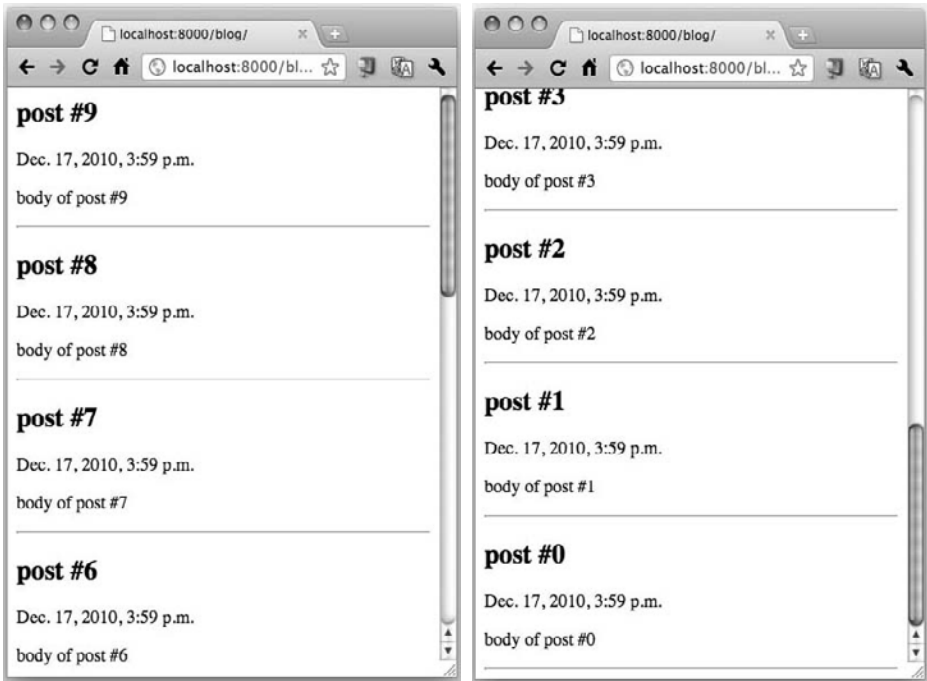 localhost:8000/blog/
localhost:8000/bl...
post #9
Dec. 17, 2010, 3:59 p.m.
body of post #9
post #8
Dec. 17, 2010, 3:59 p.m.
body of post #8
post #7
Dec. 17, 2010, 3:59 p.m.
body of post #7
post #6
Dec. 17, 2010, 3:59 p.m.
body of post #6
localhost:8000/blog/
localhost:8000/bl...
post #3
Dec. 17, 2010, 3:59 p.m.
body of post #3
post #2
Dec. 17, 2010, 3:59 p.m.
body of post #2
post #1
Dec. 17, 2010, 3:59 p.m.
body of post #1
post #0
Dec. 17, 2010, 3:59 p.m.
body of post #0